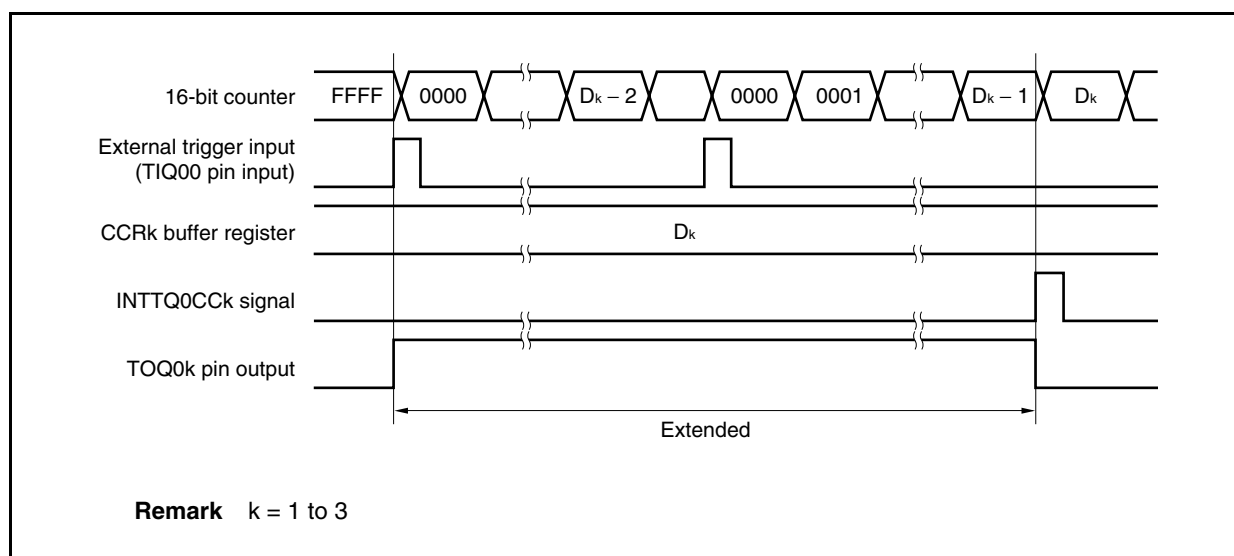 16-bit counter FFFF 0000 Dk − 2 0000 0001 Dk − 1 Dk
External trigger input
(TIQ00 pin input)
CCRk buffer register Dk
INTTQ0CCk signal
TOQ0k pin output
Extended
Remark k = 1 to 3